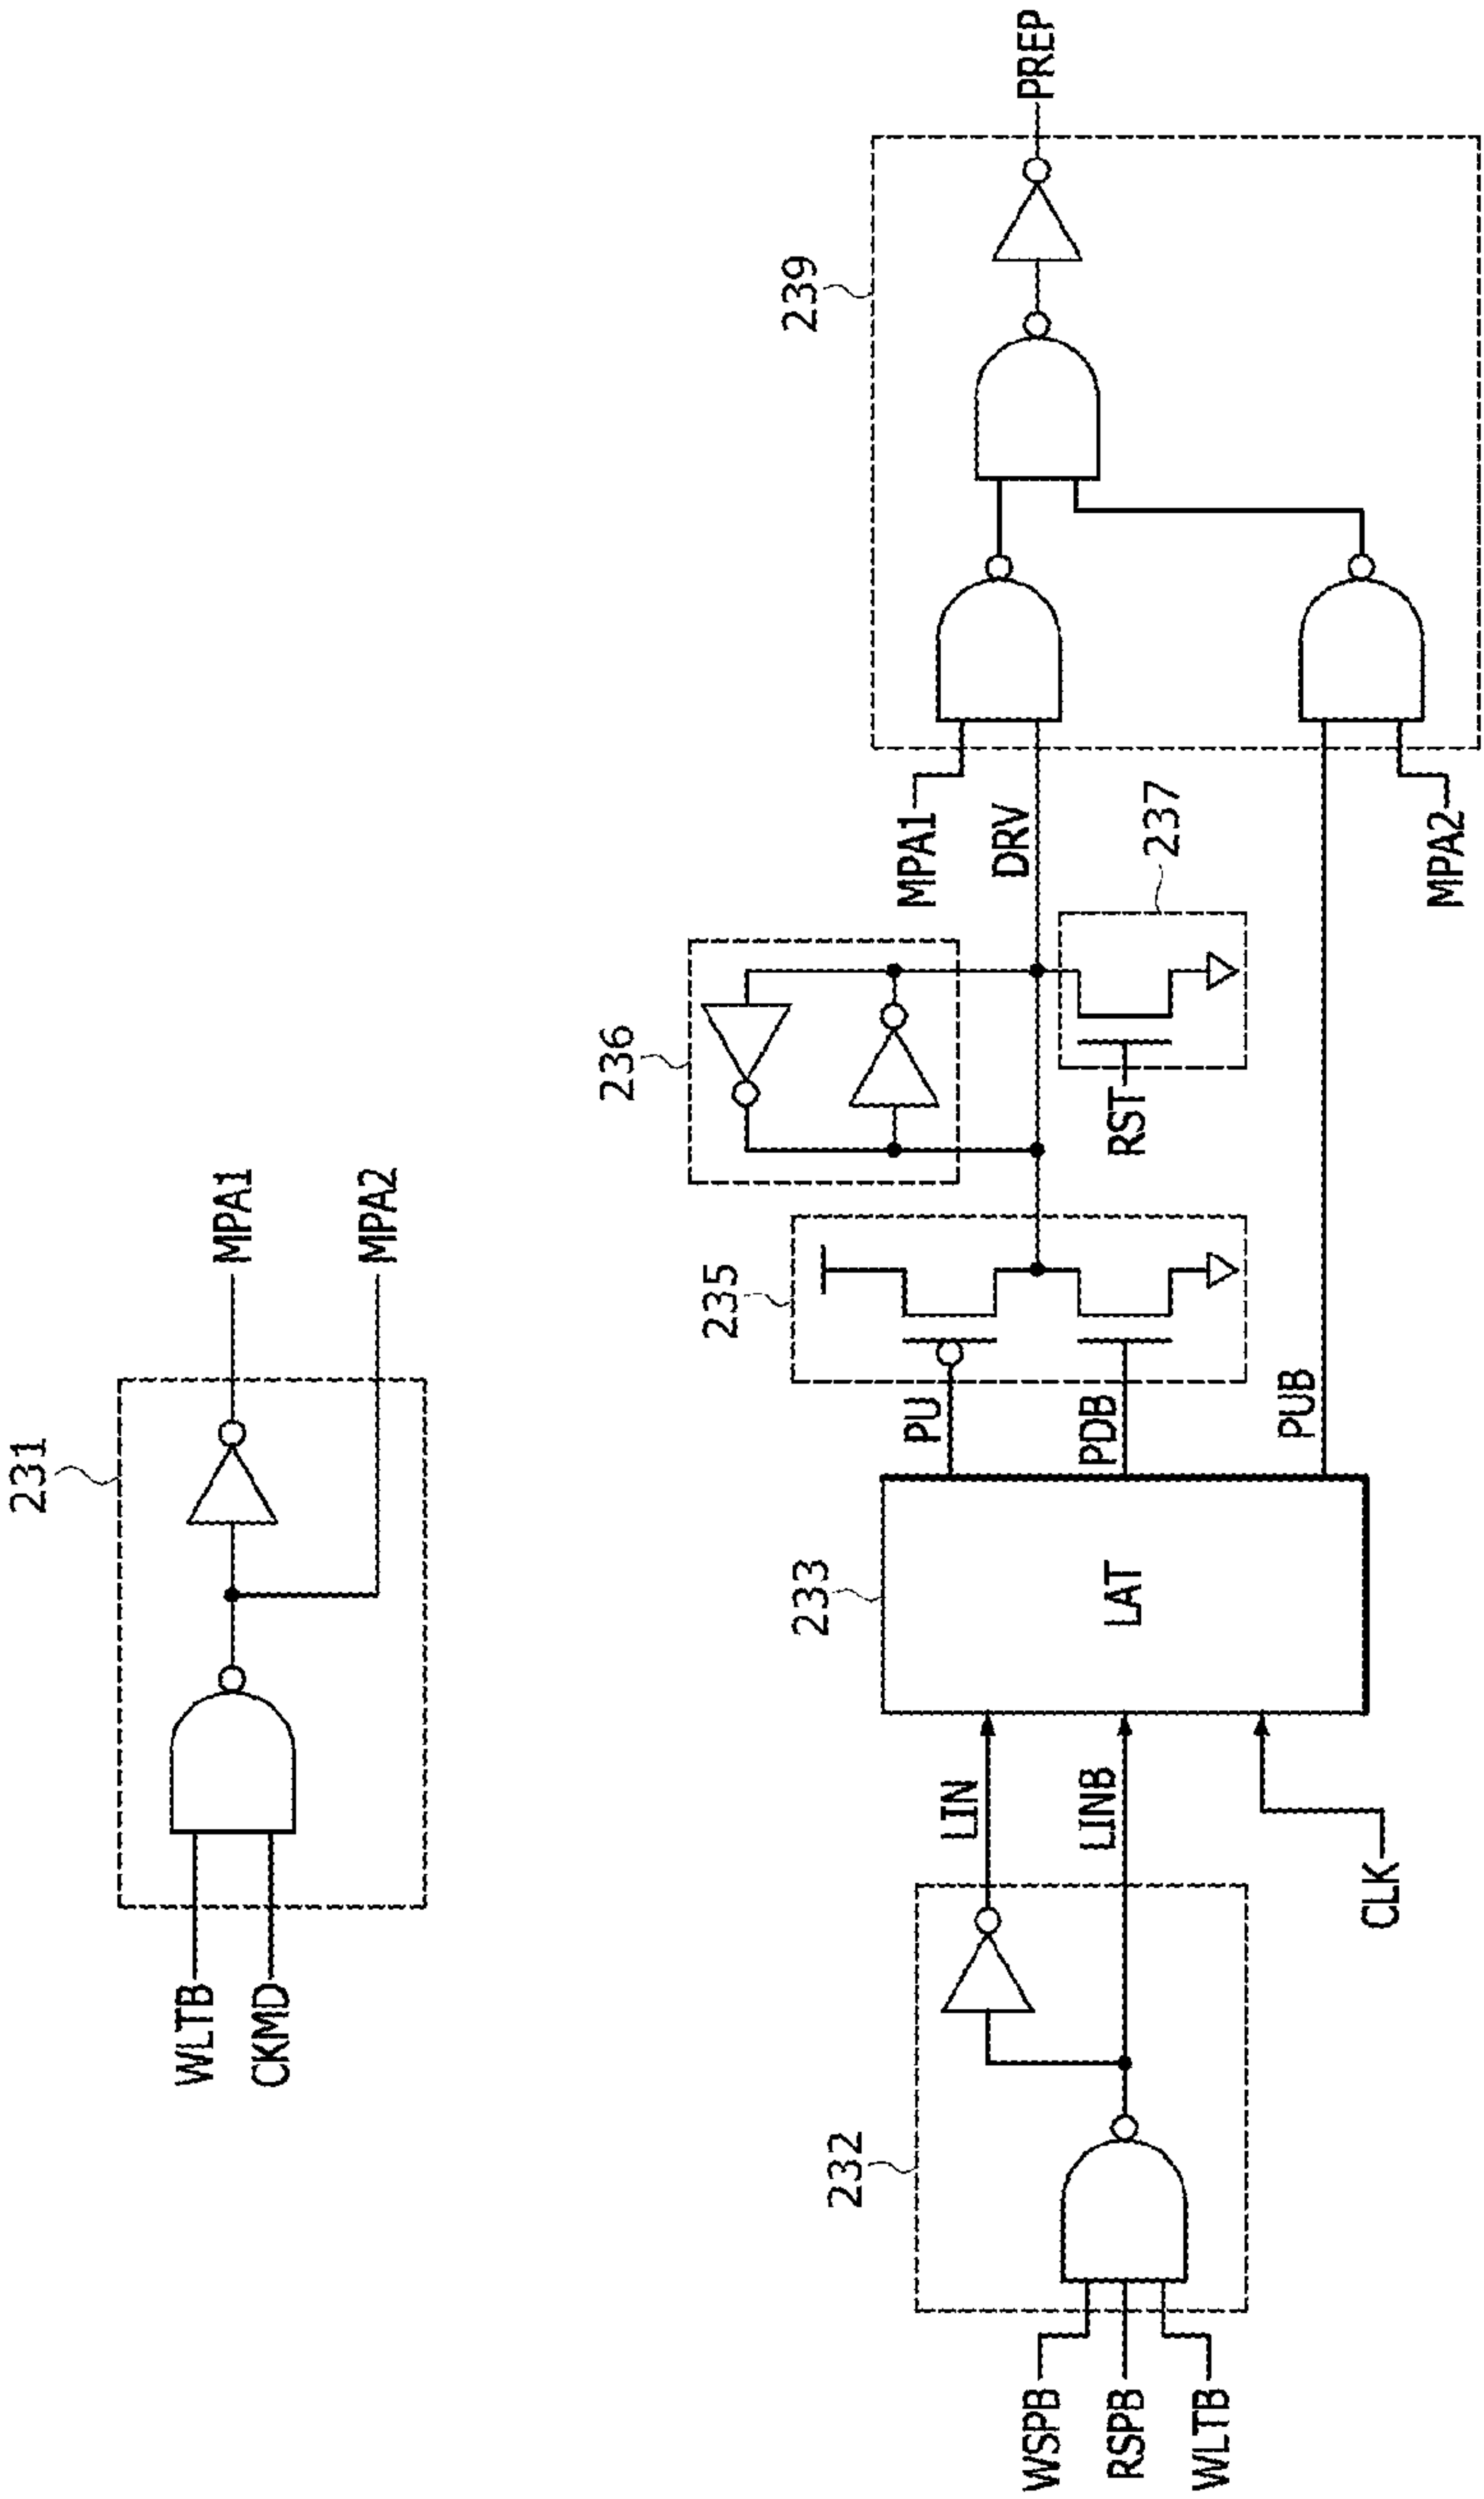 231
WLTB
CKMD
MPA1
MPA2
WSPB
RSPB
WLTB
232
LIN
LINB
CLK
233
LAT
PU
PDB
PUB
235
236
RST
237
DRV
MPA1
MPA2
239
PREP